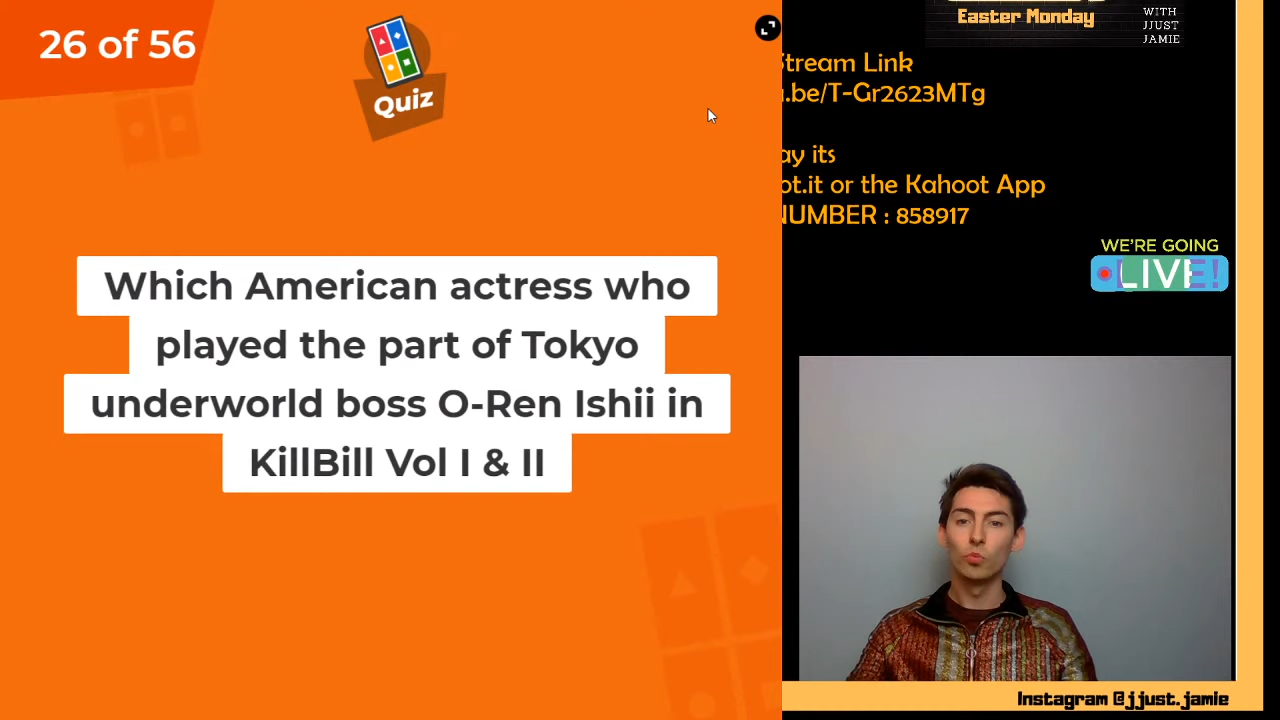 26 of 56
Quiz
Which American actress who
played the part of Tokyo
underworld boss O-Ren Ishii in
KillBill Vol I & II
Easter Monday
WITH
JJUST
JAMIE
Stream Link
.be/T-Gr2623MTg
ay its
ot.it or the Kahoot App
NUMBER : 858917
WE'RE GOING
LIVE!
Instagram @jjust.jamie